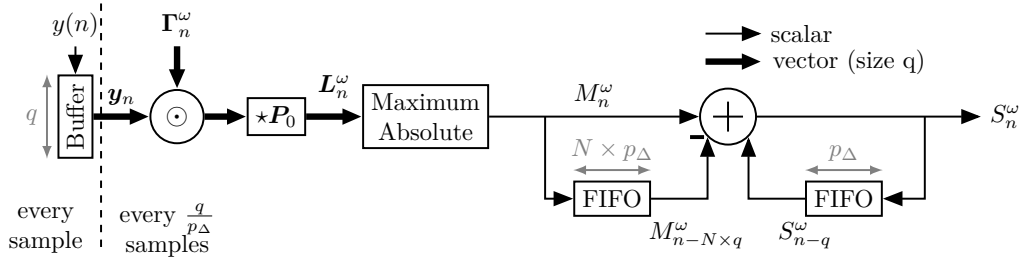 y(n)
Γ_n^ω
scalar
vector (size q)
q
Buffer
y_n
⊙
⋆P_0
L_n^ω
Maximum
Absolute
M_n^ω
+
-
S_n^ω
N × p_Δ
FIFO
p_Δ
FIFO
M_{n−N×q}^ω
S_{n−q}^ω
every
sample
every q/p_Δ
samples